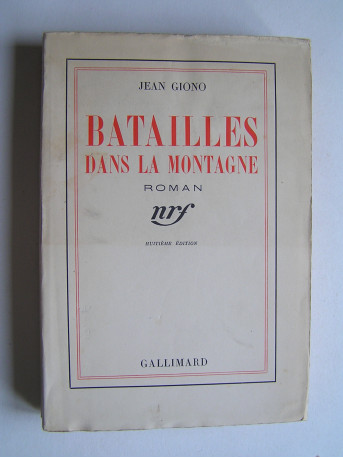 JEAN GIONO
BATAILLES
DANS LA MONTAGNE
ROMAN
nrf
HUITIÈME ÉDITION
GALLIMARD